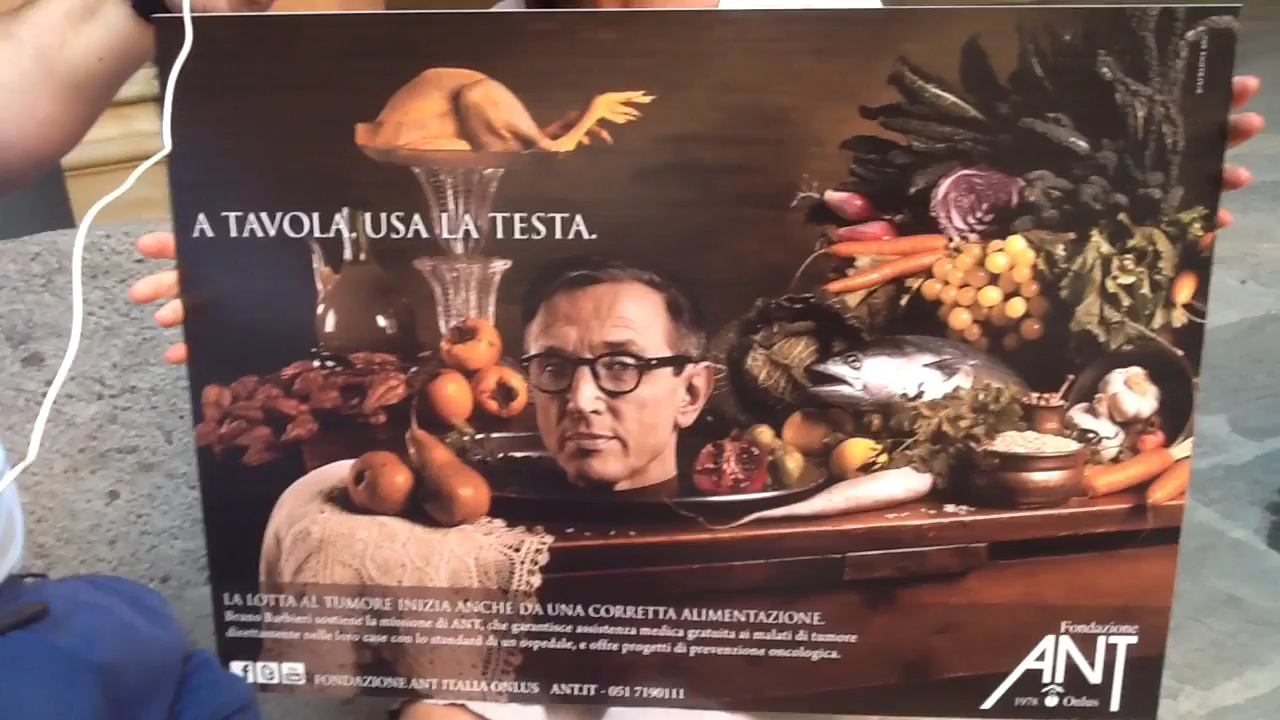 A TAVOLA, USA LA TESTA.
LA LOTTA AL TUMORE INIZIA ANCHE DA UNA CORRETTA ALIMENTAZIONE.
Bruno Barbieri sostiene la missione di ANT, che garantisce assistenza medica gratuita ai malati di tumore
direttamente nelle loro case con lo standard di un ospedale, e offre progetti di prevenzione oncologica.
FONDAZIONE ANT ITALIA ONLUS ANT.IT - 051 7190111
Fondazione
ANT
1978 Onlus